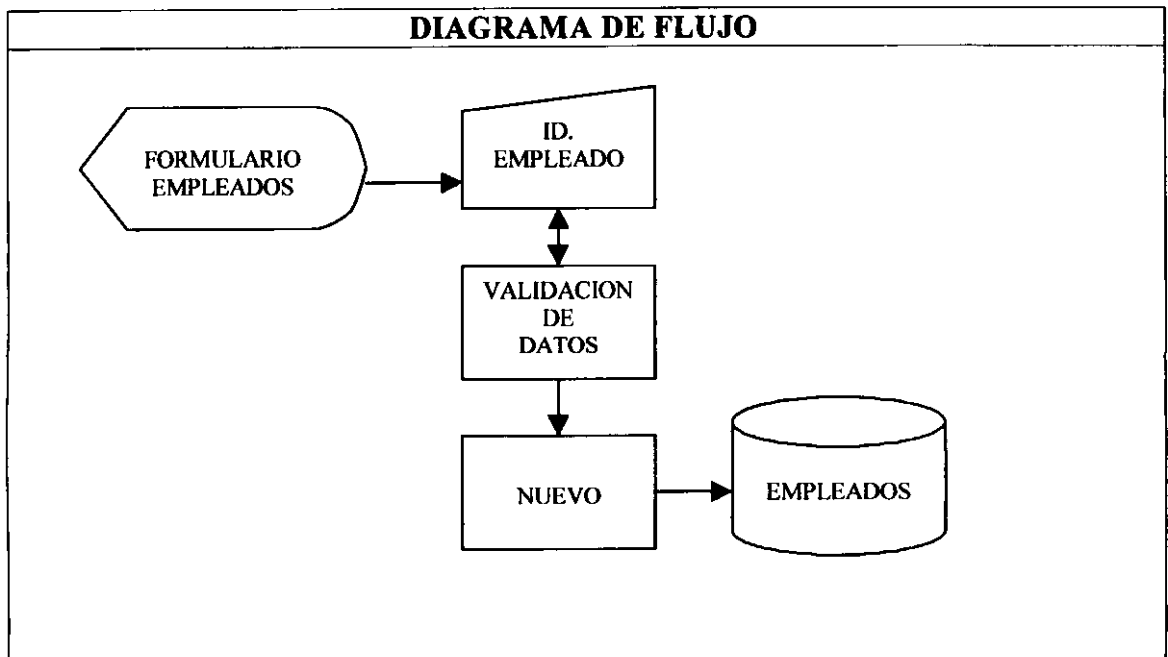 DIAGRAMA DE FLUJO
FORMULARIO
EMPLEADOS
ID.
EMPLEADO
VALIDACION
DE
DATOS
NUEVO
EMPLEADOS